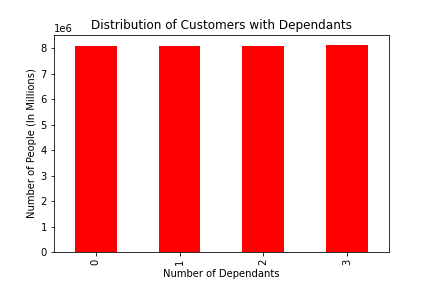 Distribution of Customers with Dependants
1e6
8
7
6
5
4
3
2
1
0
Number of People (In Millions)
0 1 2 3
Number of Dependants